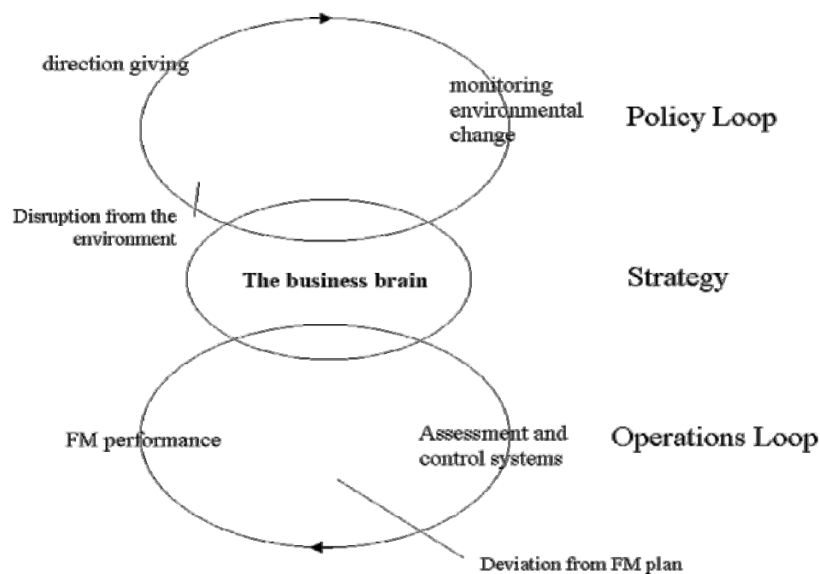 direction giving
monitoring
environmental
change
Policy Loop
Disruption from the
environment
The business brain
Strategy
FM performance
Assessment and
control systems
Operations Loop
Deviation from FM plan